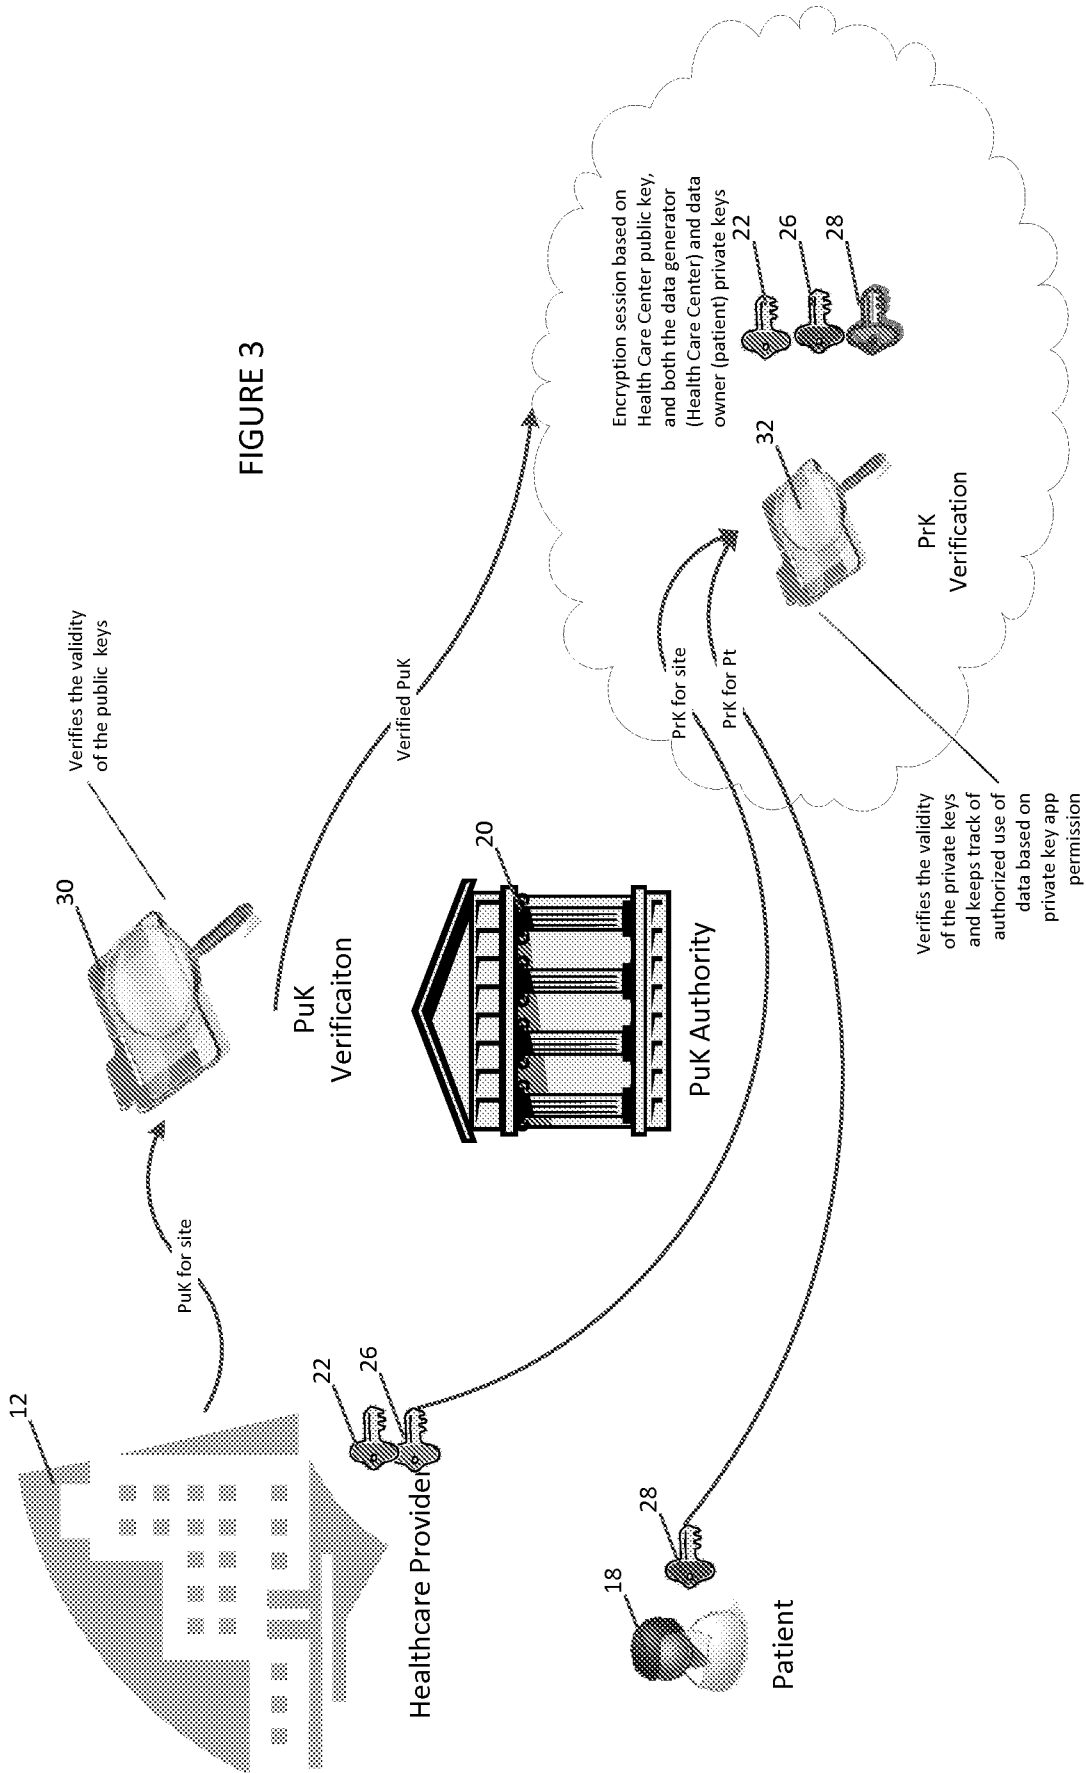 FIGURE 3
12
PuK for site
30
Verifies the validity
of the public keys
PuK
Verificaiton
Verified PuK
22
26
Healthcare Provider
20
PuK Authority
18
28
Patient
PrK for site
PrK for Pt
Encryption session based on
Health Care Center public key,
and both the data generator
(Health Care Center) and data
owner (patient) private keys
22
26
28
32
PrK
Verification
Verifies the validity
of the private keys
and keeps track of
authorized use of
data based on
private key app
permission